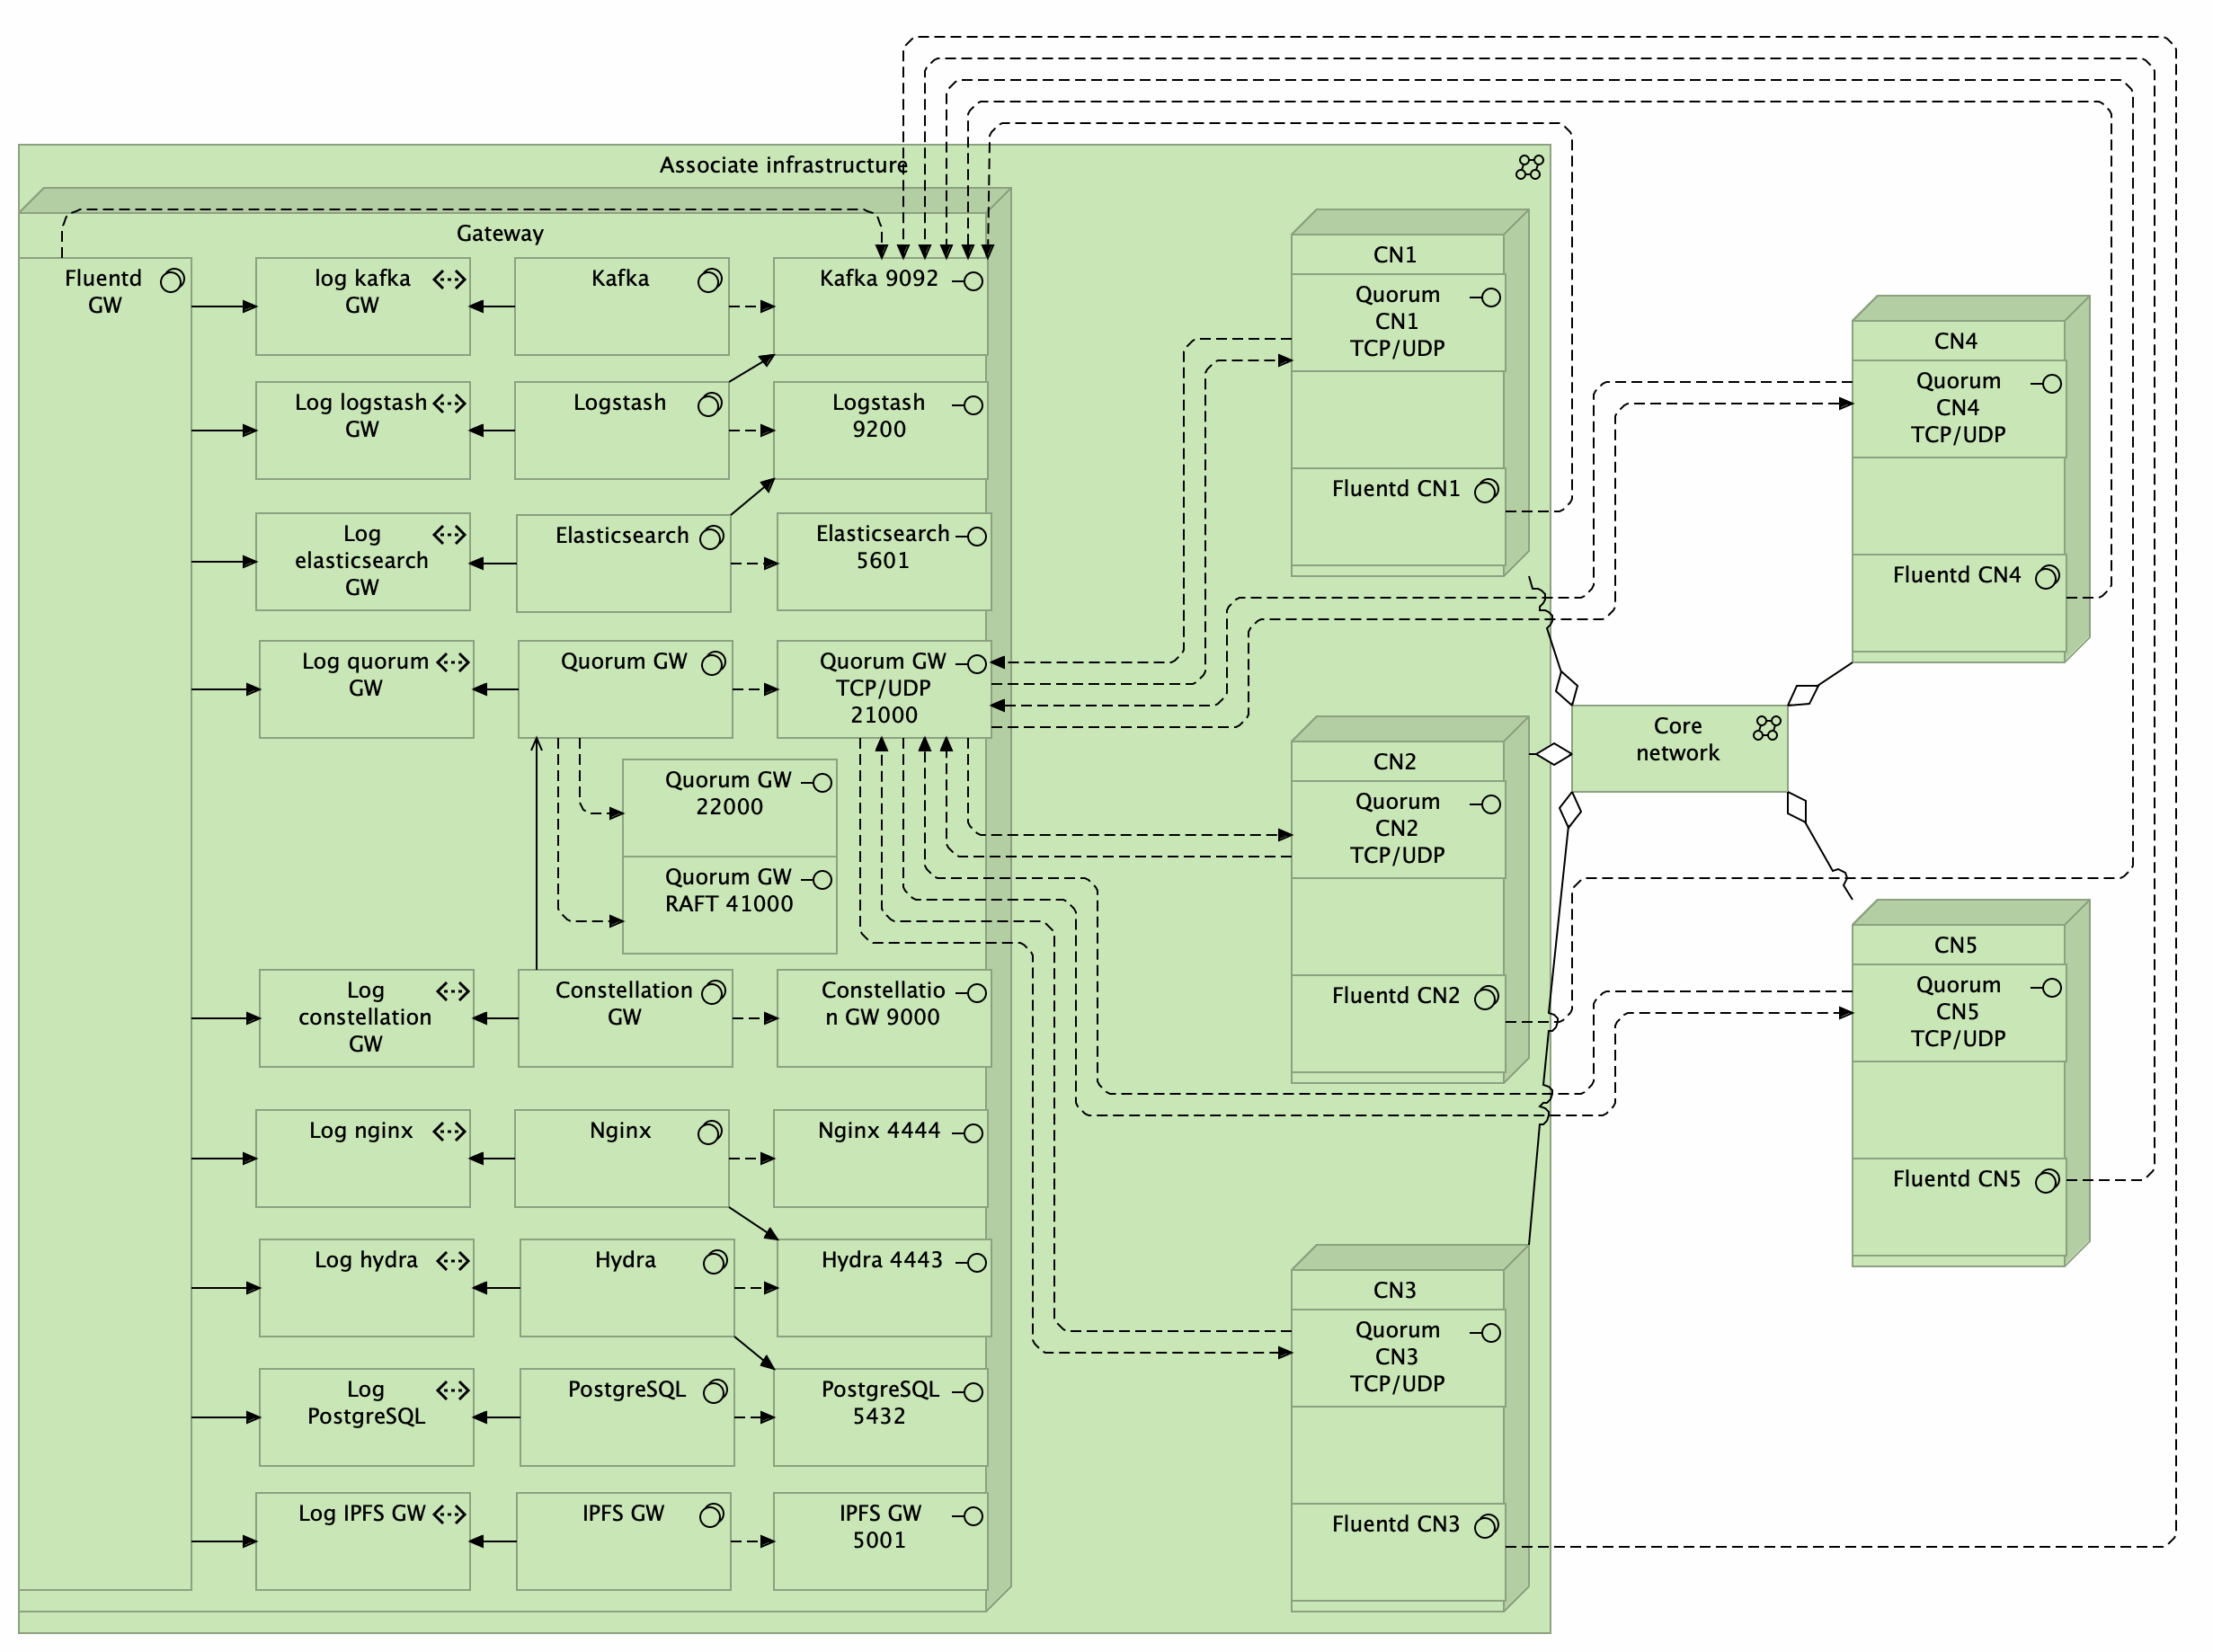 Associate infrastructure
Gateway
Fluentd
GW
log kafka
GW
Kafka
Kafka 9092
Log logstash
GW
Logstash
Logstash
9200
Log
elasticsearch
GW
Elasticsearch
Elasticsearch
5601
Log quorum
GW
Quorum GW
Quorum GW
TCP/UDP
21000
Quorum GW
22000
Quorum GW
RAFT 41000
Log
constellation
GW
Constellation
GW
Constellatio
n GW 9000
Log nginx
Nginx
Nginx 4444
Log hydra
Hydra
Hydra 4443
Log
PostgreSQL
PostgreSQL
PostgreSQL
5432
Log IPFS GW
IPFS GW
IPFS GW
5001
CN1
Quorum
CN1
TCP/UDP
Fluentd CN1
CN2
Quorum
CN2
TCP/UDP
Fluentd CN2
CN3
Quorum
CN3
TCP/UDP
Fluentd CN3
Core
network
CN4
Quorum
CN4
TCP/UDP
Fluentd CN4
CN5
Quorum
CN5
TCP/UDP
Fluentd CN5